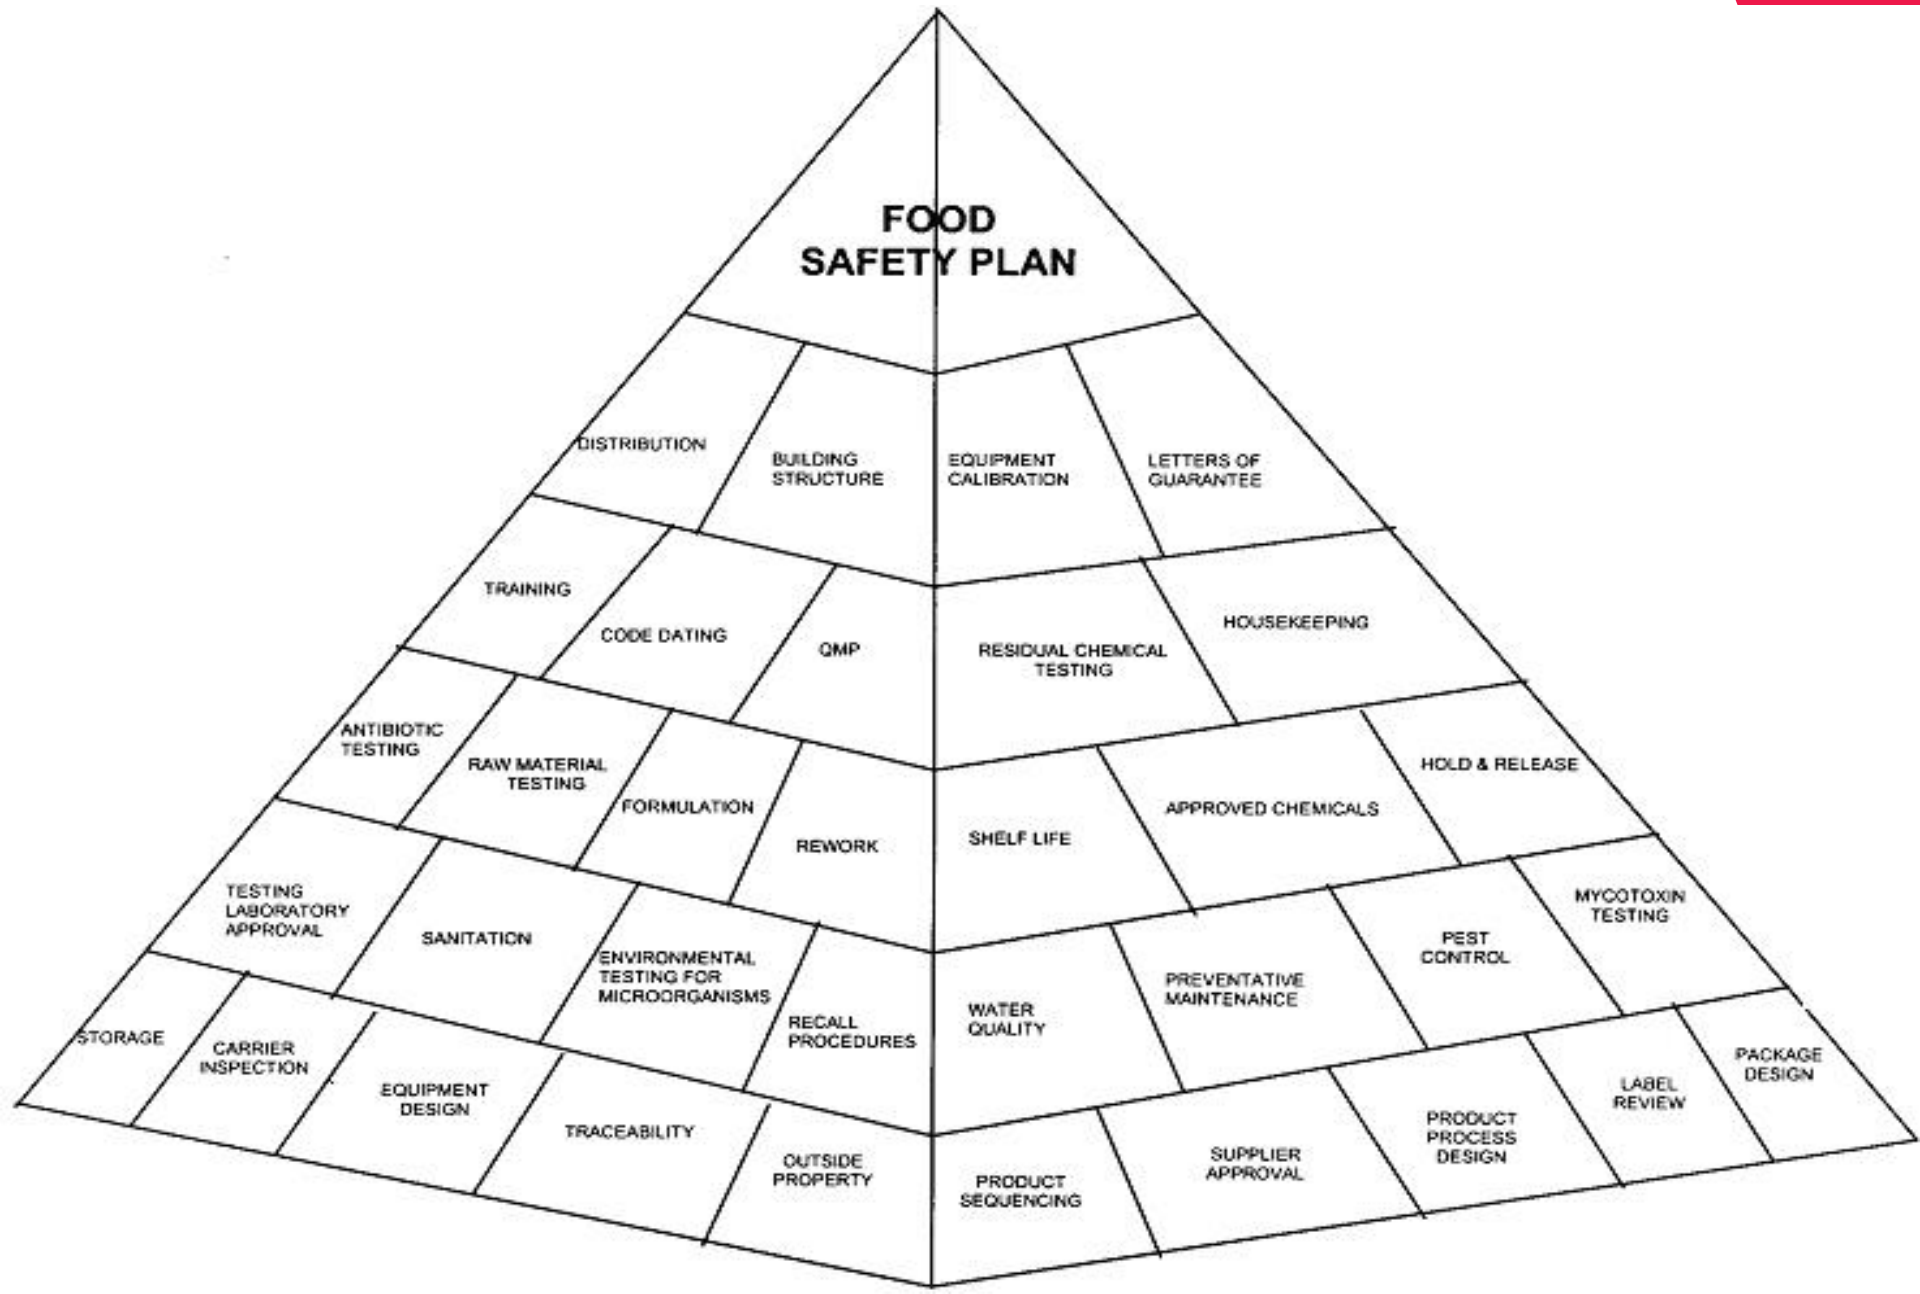 FOOD
SAFETY PLAN
DISTRIBUTION
BUILDING
STRUCTURE
EQUIPMENT
CALIBRATION
LETTERS OF
GUARANTEE
TRAINING
CODE DATING
QMP
RESIDUAL CHEMICAL
TESTING
HOUSEKEEPING
ANTIBIOTIC
TESTING
RAW MATERIAL
TESTING
FORMULATION
REWORK
SHELF LIFE
APPROVED CHEMICALS
HOLD & RELEASE
TESTING
LABORATORY
APPROVAL
SANITATION
ENVIRONMENTAL
TESTING FOR
MICROORGANISMS
RECALL
PROCEDURES
WATER
QUALITY
PREVENTATIVE
MAINTENANCE
PEST
CONTROL
MYCOTOXIN
TESTING
STORAGE
CARRIER
INSPECTION
EQUIPMENT
DESIGN
TRACEABILITY
OUTSIDE
PROPERTY
PRODUCT
SEQUENCING
SUPPLIER
APPROVAL
PRODUCT
PROCESS
DESIGN
LABEL
REVIEW
PACKAGE
DESIGN